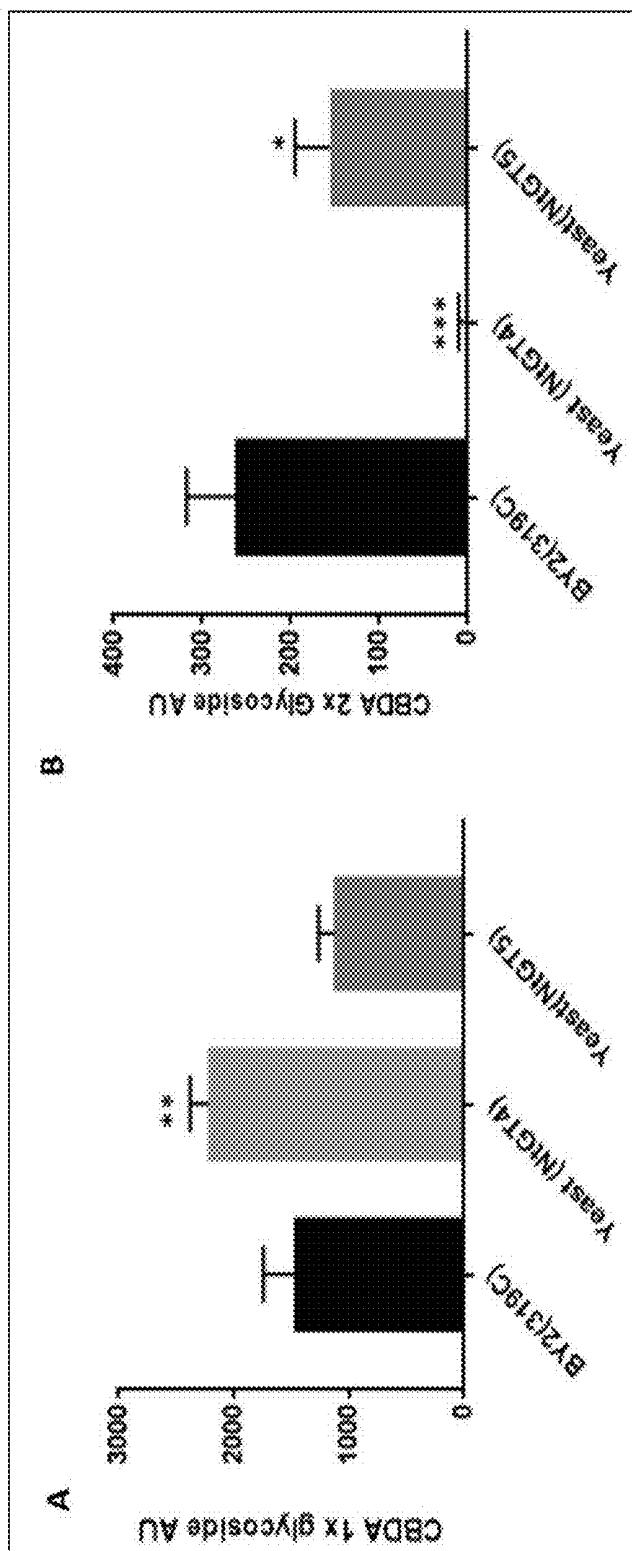 A
CBDA 1x glycoside AU
3000
2000
1000
0
**
BY2(319C)
Yeast (NtGT4)
Yeast(NtGT5)
B
CBDA 2x Glycoside AU
400
300
200
100
0
***
*
BY2(319C)
Yeast (NtGT4)
Yeast(NtGT5)